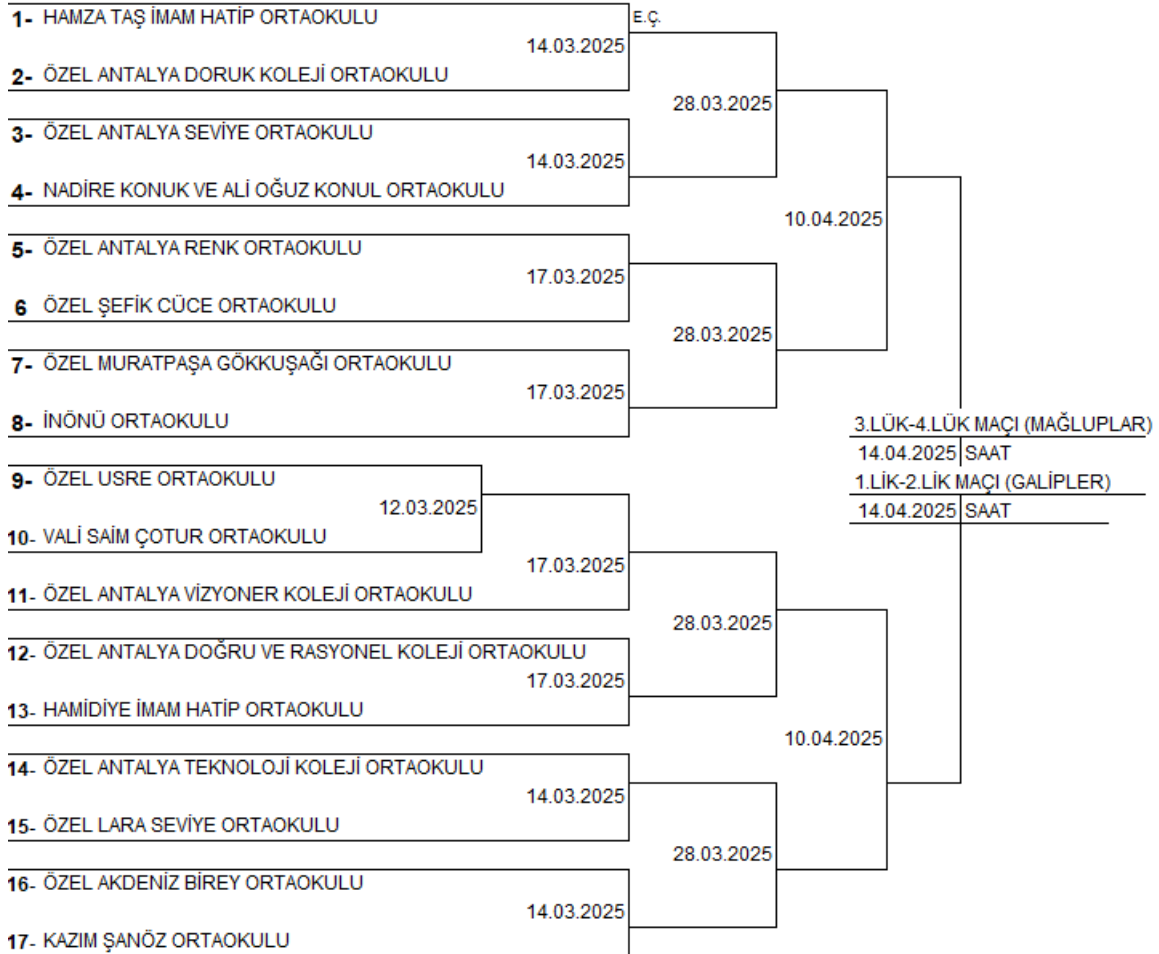 1- HAMZA TAŞ İMAM HATİP ORTAOKULU
E.Ç.
14.03.2025
2- ÖZEL ANTALYA DORUK KOLEJİ ORTAOKULU
28.03.2025
3- ÖZEL ANTALYA SEVİYE ORTAOKULU
14.03.2025
4- NADİRE KONUK VE ALİ OĞUZ KONUL ORTAOKULU
10.04.2025
5- ÖZEL ANTALYA RENK ORTAOKULU
17.03.2025
6 ÖZEL ŞEFİK CÜCE ORTAOKULU
28.03.2025
7- ÖZEL MURATPAŞA GÖKKUŞAĞI ORTAOKULU
17.03.2025
8- İNÖNÜ ORTAOKULU
3.LÜK-4.LÜK MAÇI (MAĞLUPLAR)
14.04.2025 SAAT
1.LİK-2.LİK MAÇI (GALİPLER)
14.04.2025 SAAT
9- ÖZEL USRE ORTAOKULU
12.03.2025
10- VALİ SAİM ÇOTUR ORTAOKULU
17.03.2025
11- ÖZEL ANTALYA VİZYONER KOLEJİ ORTAOKULU
28.03.2025
12- ÖZEL ANTALYA DOĞRU VE RASYONEL KOLEJİ ORTAOKULU
17.03.2025
13- HAMİDİYE İMAM HATİP ORTAOKULU
10.04.2025
14- ÖZEL ANTALYA TEKNOLOJİ KOLEJİ ORTAOKULU
14.03.2025
15- ÖZEL LARA SEVİYE ORTAOKULU
28.03.2025
16- ÖZEL AKDENİZ BİREY ORTAOKULU
14.03.2025
17- KAZIM ŞANÖZ ORTAOKULU